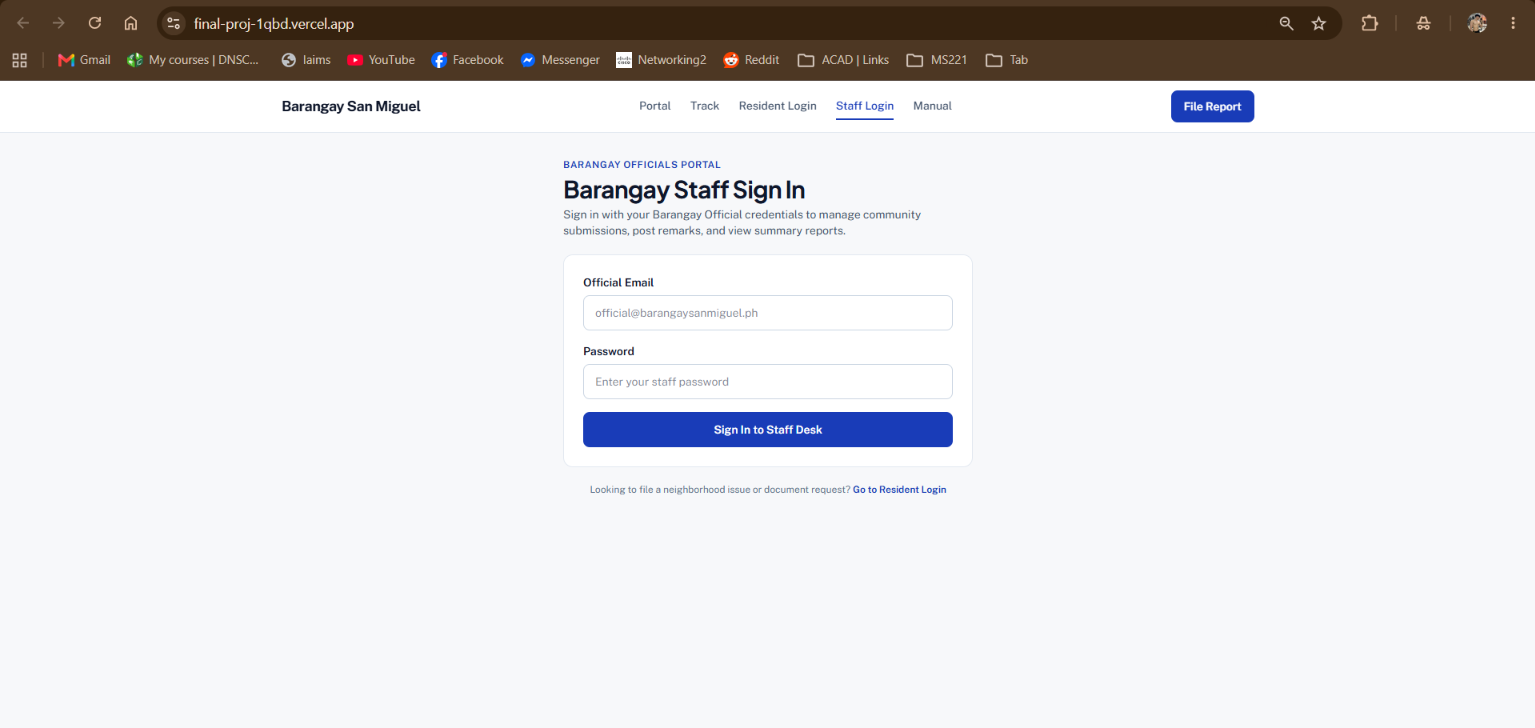 final-proj-1qbd.vercel.app
Gmail My courses | DNSC... laims YouTube Facebook Messenger Networking2 Reddit ACAD | Links MS221 Tab
Barangay San Miguel Portal Track Resident Login Staff Login Manual File Report
BARANGAY OFFICIALS PORTAL
Barangay Staff Sign In
Sign in with your Barangay Official credentials to manage community
submissions, post remarks, and view summary reports.
Official Email
official@barangaysanmiguel.ph
Password
Enter your staff password
Sign In to Staff Desk
Looking to file a neighborhood issue or document request? Go to Resident Login